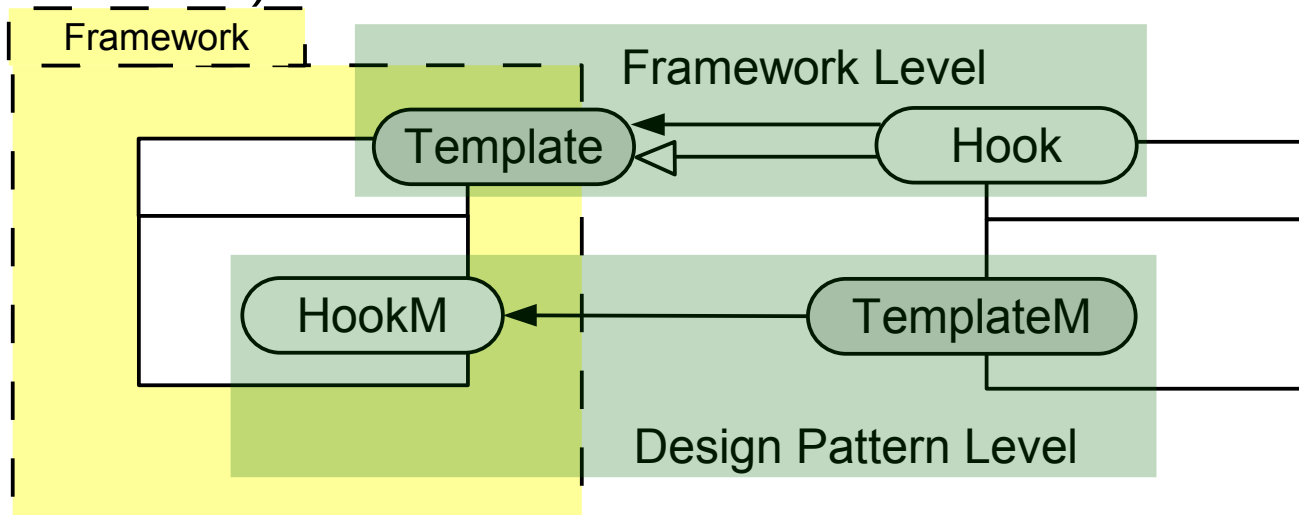 Framework
Framework Level
Template
Hook
HookM
TemplateM
Design Pattern Level